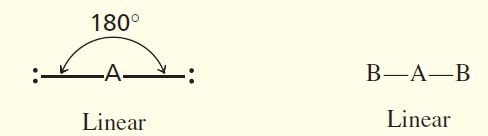 180°
:—A—:
B—A—B
Linear
Linear